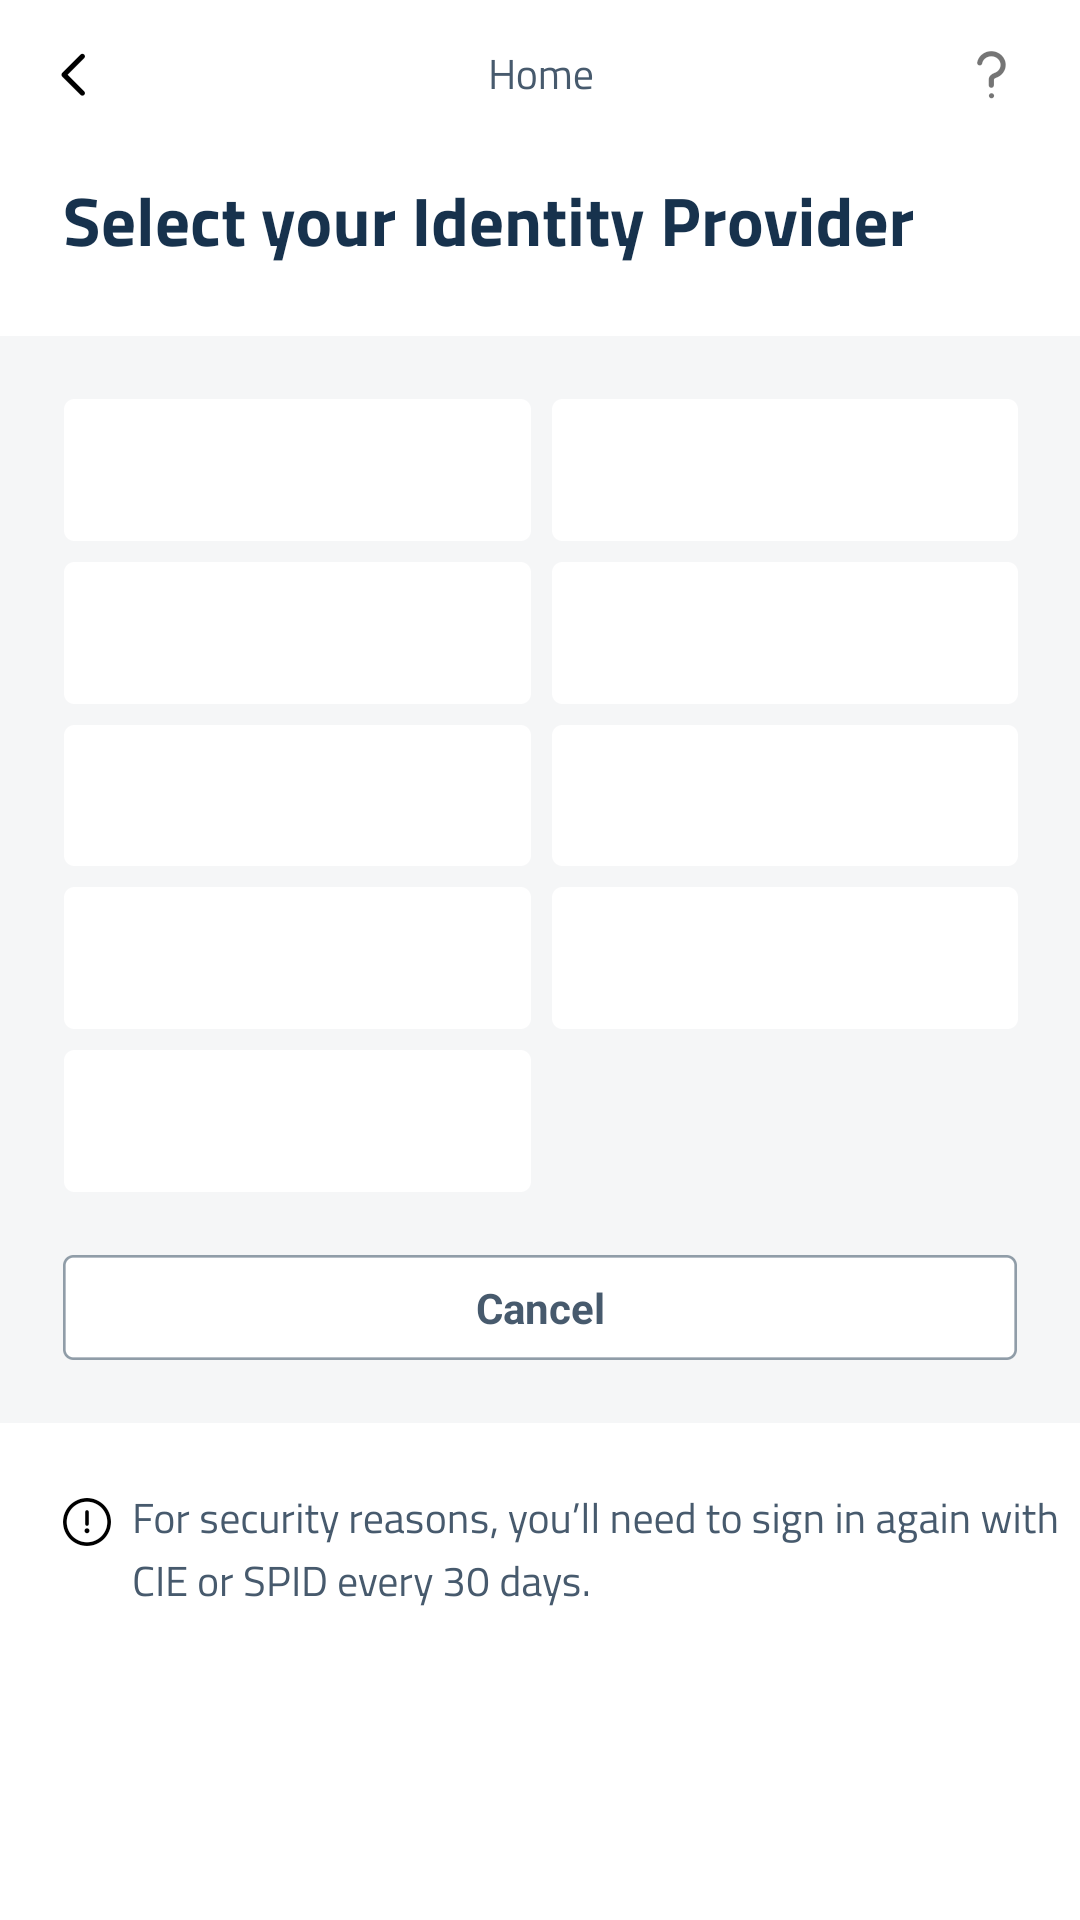 Home
Select your Identity Provider
Cancel
For security reasons, you’ll need to sign in again with
CIE or SPID every 30 days.